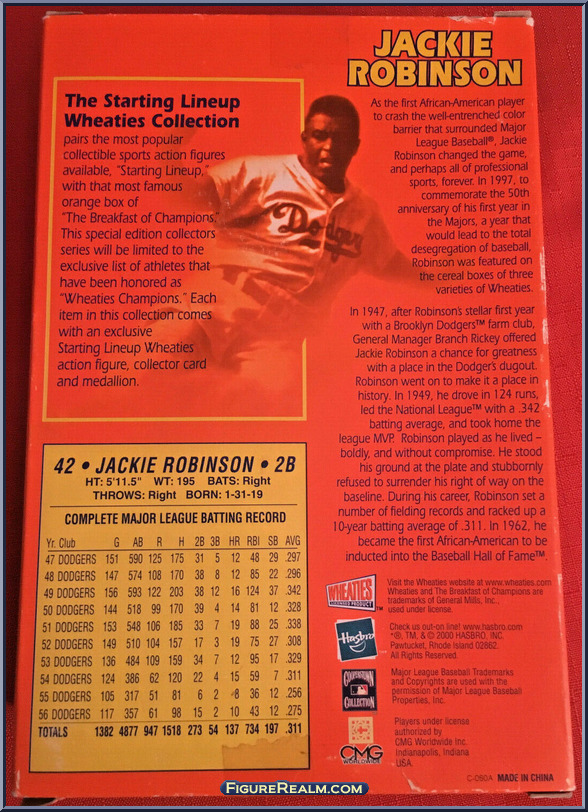 JACKIE
ROBINSON
The Starting Lineup
Wheaties Collection
pairs the most popular
collectible sports action figures
available, "Starting Lineup,"
with that most famous
orange box of
"The Breakfast of Champions."
This special edition collectors
series will be limited to the
exclusive list of athletes that
have been honored as
"Wheaties Champions." Each
item in this collection comes
with an exclusive
Starting Lineup Wheaties
action figure, collector card
and medallion.
Dodgers
As the first African-American player
to crash the well-entrenched color
barrier that surrounded Major
League Baseball®, Jackie
Robinson changed the game,
and perhaps all of professional
sports, forever. In 1997, to
commemorate the 50th
anniversary of his first year in
the Majors, a year that
would lead to the total
desegregation of baseball,
Robinson was featured on
the cereal boxes of three
varieties of Wheaties.
In 1947, after Robinson's stellar first year
with a Brooklyn Dodgers™ farm club,
General Manager Branch Rickey offered
Jackie Robinson a chance for greatness
with a place in the Dodger's dugout.
Robinson went on to make it a place in
history. In 1949, he drove in 124 runs,
led the National League™ with a .342
batting average, and took home the
league MVP. Robinson played as he lived –
boldly, and without compromise. He stood
his ground at the plate and stubbornly
refused to surrender his right of way on the
baseline. During his career, Robinson set a
number of fielding records and racked up a
10-year batting average of .311. In 1962, he
became the first African-American to be
inducted into the Baseball Hall of Fame™.
42 • JACKIE ROBINSON • 2B
HT: 5'11.5" WT: 195 BATS: Right
THROWS: Right BORN: 1-31-19
COMPLETE MAJOR LEAGUE BATTING RECORD
Yr. Club G AB R H 2B 3B HR RBI SB AVG
47 DODGERS 151 590 125 175 31 5 12 48 29 .297
48 DODGERS 147 574 108 170 38 8 12 85 22 .296
49 DODGERS 156 593 122 203 38 12 16 124 37 .342
50 DODGERS 144 518 99 170 39 4 14 81 12 .328
51 DODGERS 153 548 106 185 33 7 19 88 25 .338
52 DODGERS 149 510 104 157 17 3 19 75 27 .308
53 DODGERS 136 484 109 159 34 7 12 95 17 .329
54 DODGERS 124 386 62 120 22 4 15 59 7 .311
55 DODGERS 105 317 51 81 6 2 8 36 12 .256
56 DODGERS 117 357 61 98 15 2 10 43 12 .275
TOTALS 1382 4877 947 1518 273 54 137 734 197 .311
WHEATIES
LICENSED PRODUCT
™
Visit the Wheaties website at www.wheaties.com
Wheaties and The Breakfast of Champions are
trademarks of General Mills, Inc.,
used under license.
Hasbro
Check us out on-line! www.hasbro.com
*®, TM, & © 2000 HASBRO, INC.
Pawtucket, Rhode Island 02862.
All Rights Reserved.
COOPERSTOWN
COLLECTION
Major League Baseball Trademarks
and Copyrights are used with the
permission of Major League Baseball
Properties, Inc.
CMG
WORLDWIDE
Players under license
authorized by
CMG Worldwide Inc.
Indianapolis, Indiana
USA.
C-080A MADE IN CHINA
FIGUREREALM.COM